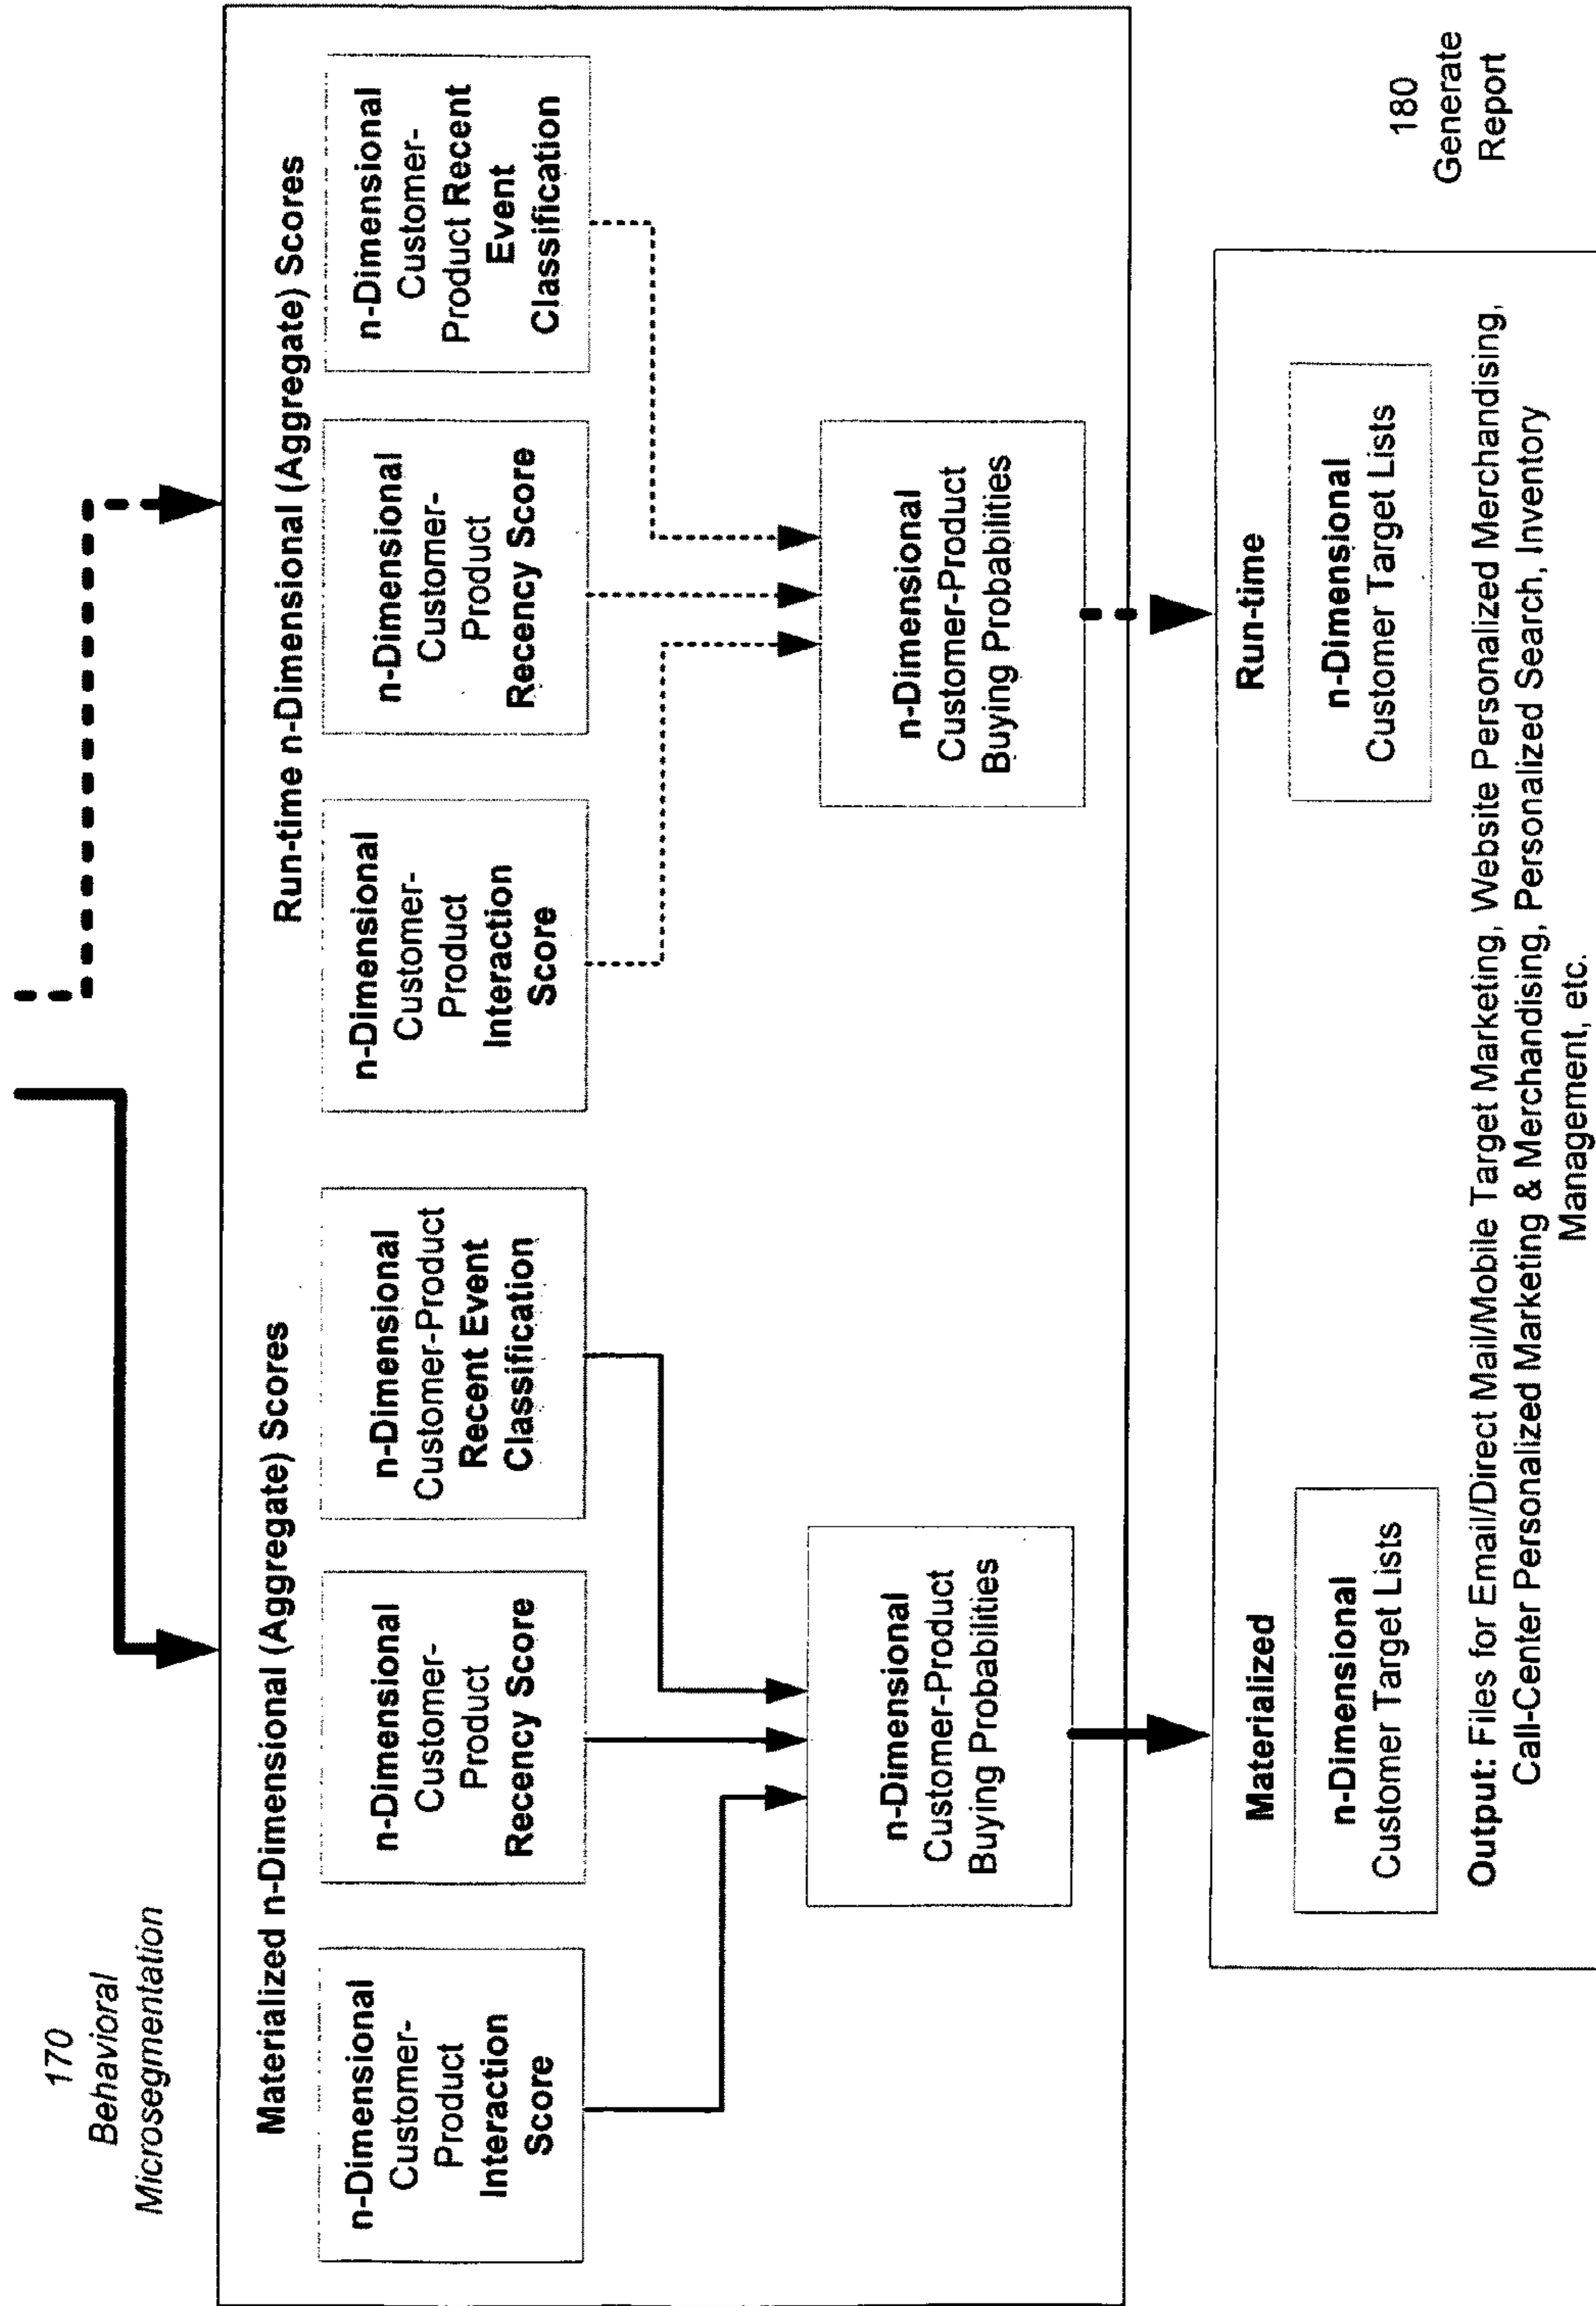 170
Behavioral
Microsegmentation
Materialized n-Dimensional (Aggregate) Scores
n-Dimensional
Customer-
Product
Interaction
Score
n-Dimensional
Customer-
Product
Recency Score
n-Dimensional
Customer-Product
Recent Event
Classification
n-Dimensional
Customer-Product
Buying Probabilities
Run-time n-Dimensional (Aggregate) Scores
n-Dimensional
Customer-
Product
Interaction
Score
n-Dimensional
Customer-
Product
Recency Score
n-Dimensional
Customer-
Product Recent
Event
Classification
n-Dimensional
Customer-Product
Buying Probabilities
Materialized
n-Dimensional
Customer Target Lists
Run-time
n-Dimensional
Customer Target Lists
Output: Files for Email/Direct Mail/Mobile Target Marketing, Website Personalized Merchandising,
Call-Center Personalized Marketing & Merchandising, Personalized Search, Inventory
Management, etc.
180
Generate
Report